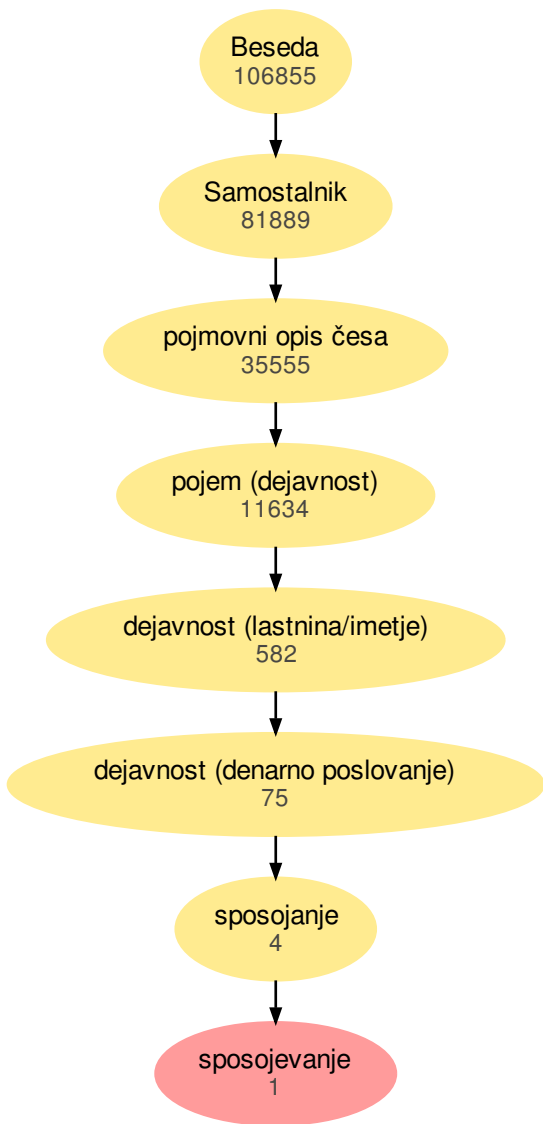 Beseda
106855
Samostalnik
81889
pojmovni opis česa
35555
pojem (dejavnost)
11634
dejavnost (lastnina/imetje)
582
dejavnost (denarno poslovanje)
75
sposojanje
4
sposojevanje
1